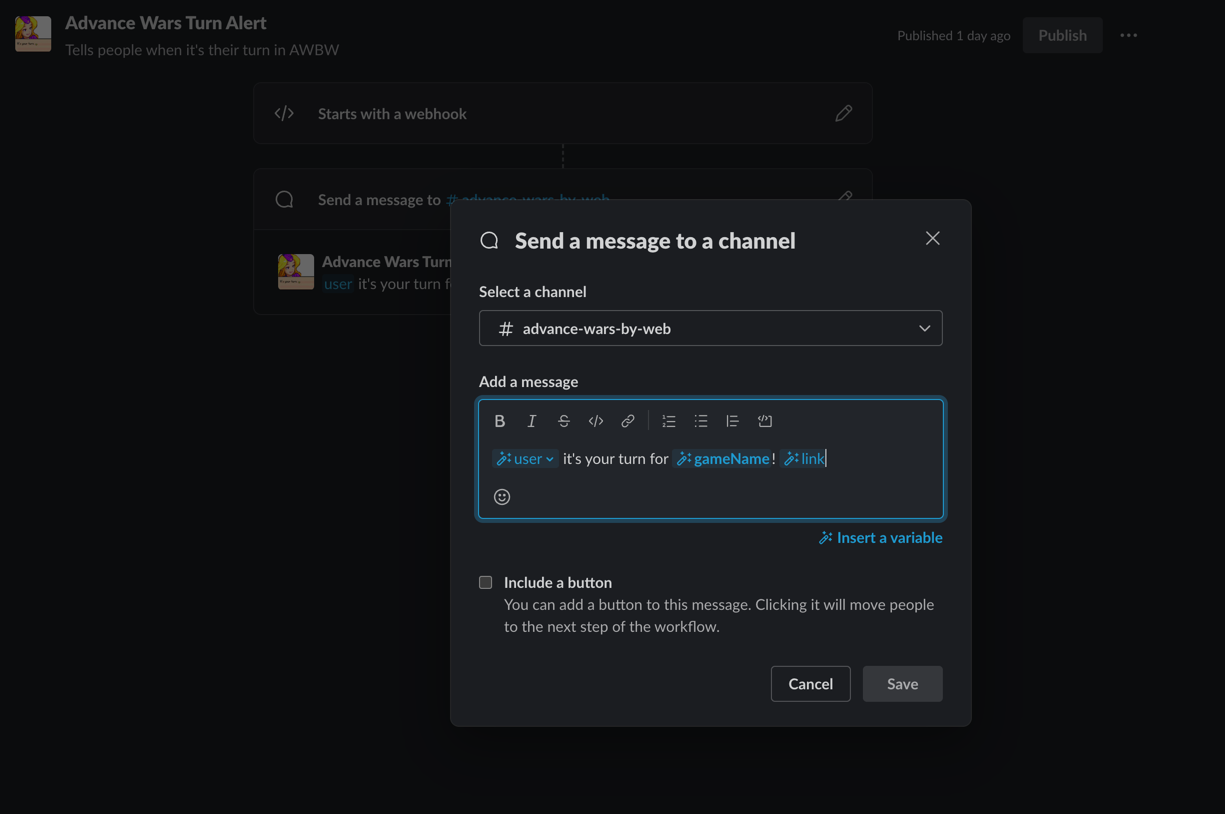 Advance Wars Turn Alert
Tells people when it's their turn in AWBW
Published 1 day ago
Publish
Starts with a webhook
Send a message to # advance-wars-by-web
Advance Wars Turn
user it's your turn f
Send a message to a channel
Select a channel
# advance-wars-by-web
Add a message
B I S </>
user it's your turn for gameName! link
Insert a variable
Include a button
You can add a button to this message. Clicking it will move people
to the next step of the workflow.
Cancel
Save